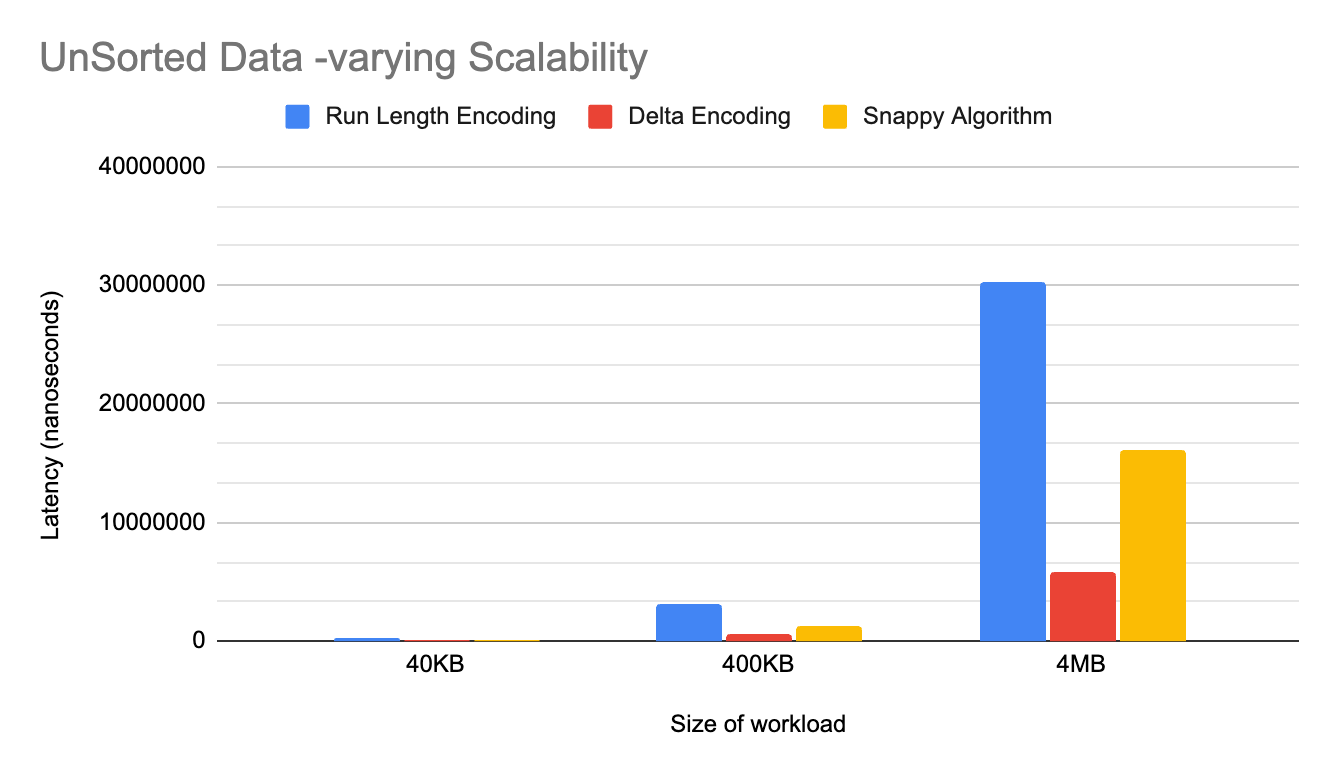 UnSorted Data -varying Scalability
Run Length Encoding
Delta Encoding
Snappy Algorithm
40000000
30000000
20000000
10000000
0
Latency (nanoseconds)
40KB
400KB
4MB
Size of workload